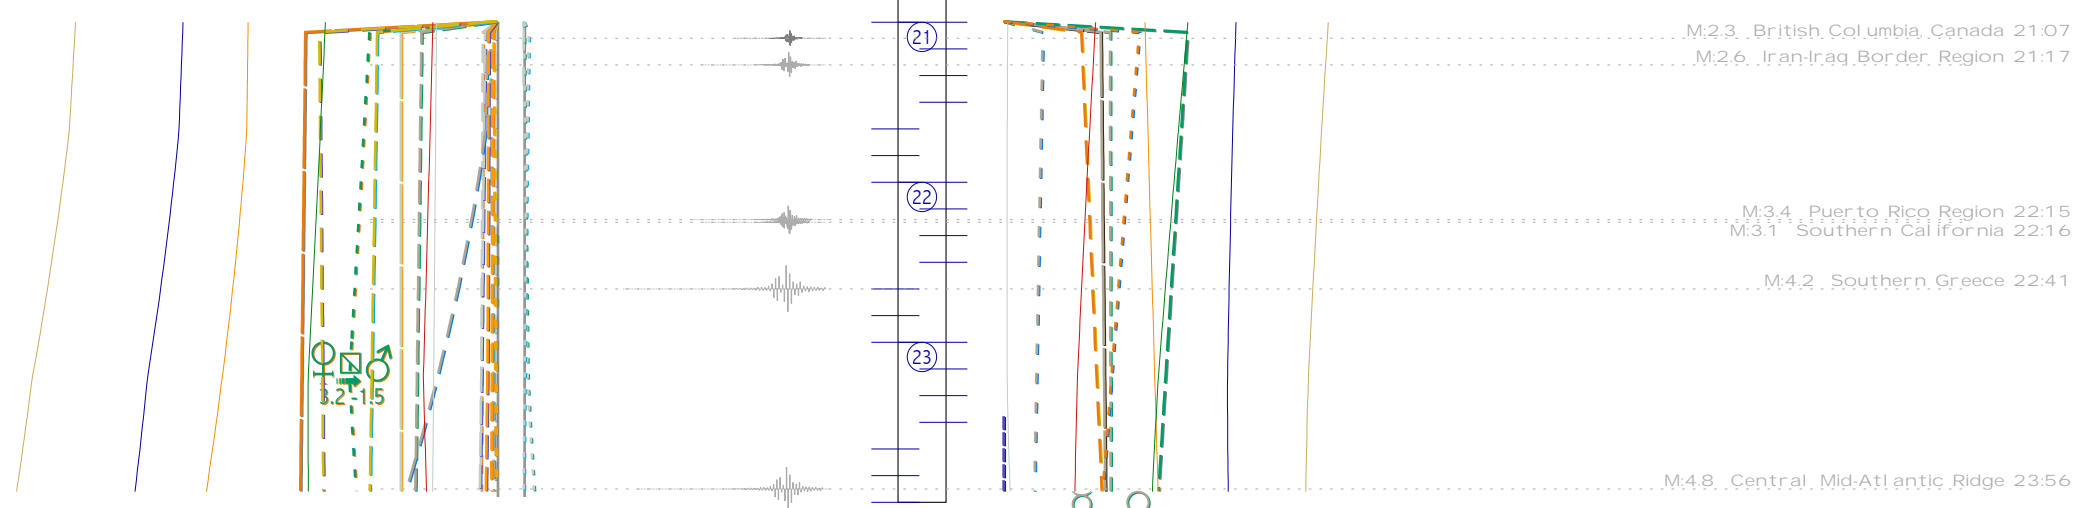 M:2.3 British Columbia, Canada 21:07
21
M:2.6 Iran-Iraq Border Region 21:17
22
M:3.4 Puerto Rico Region 22:15
M:3.1 Southern California 22:16
M:4.2 Southern Greece 22:41
23
3.2 -1.5
M:4.8 Central Mid-Atlantic Ridge 23:56